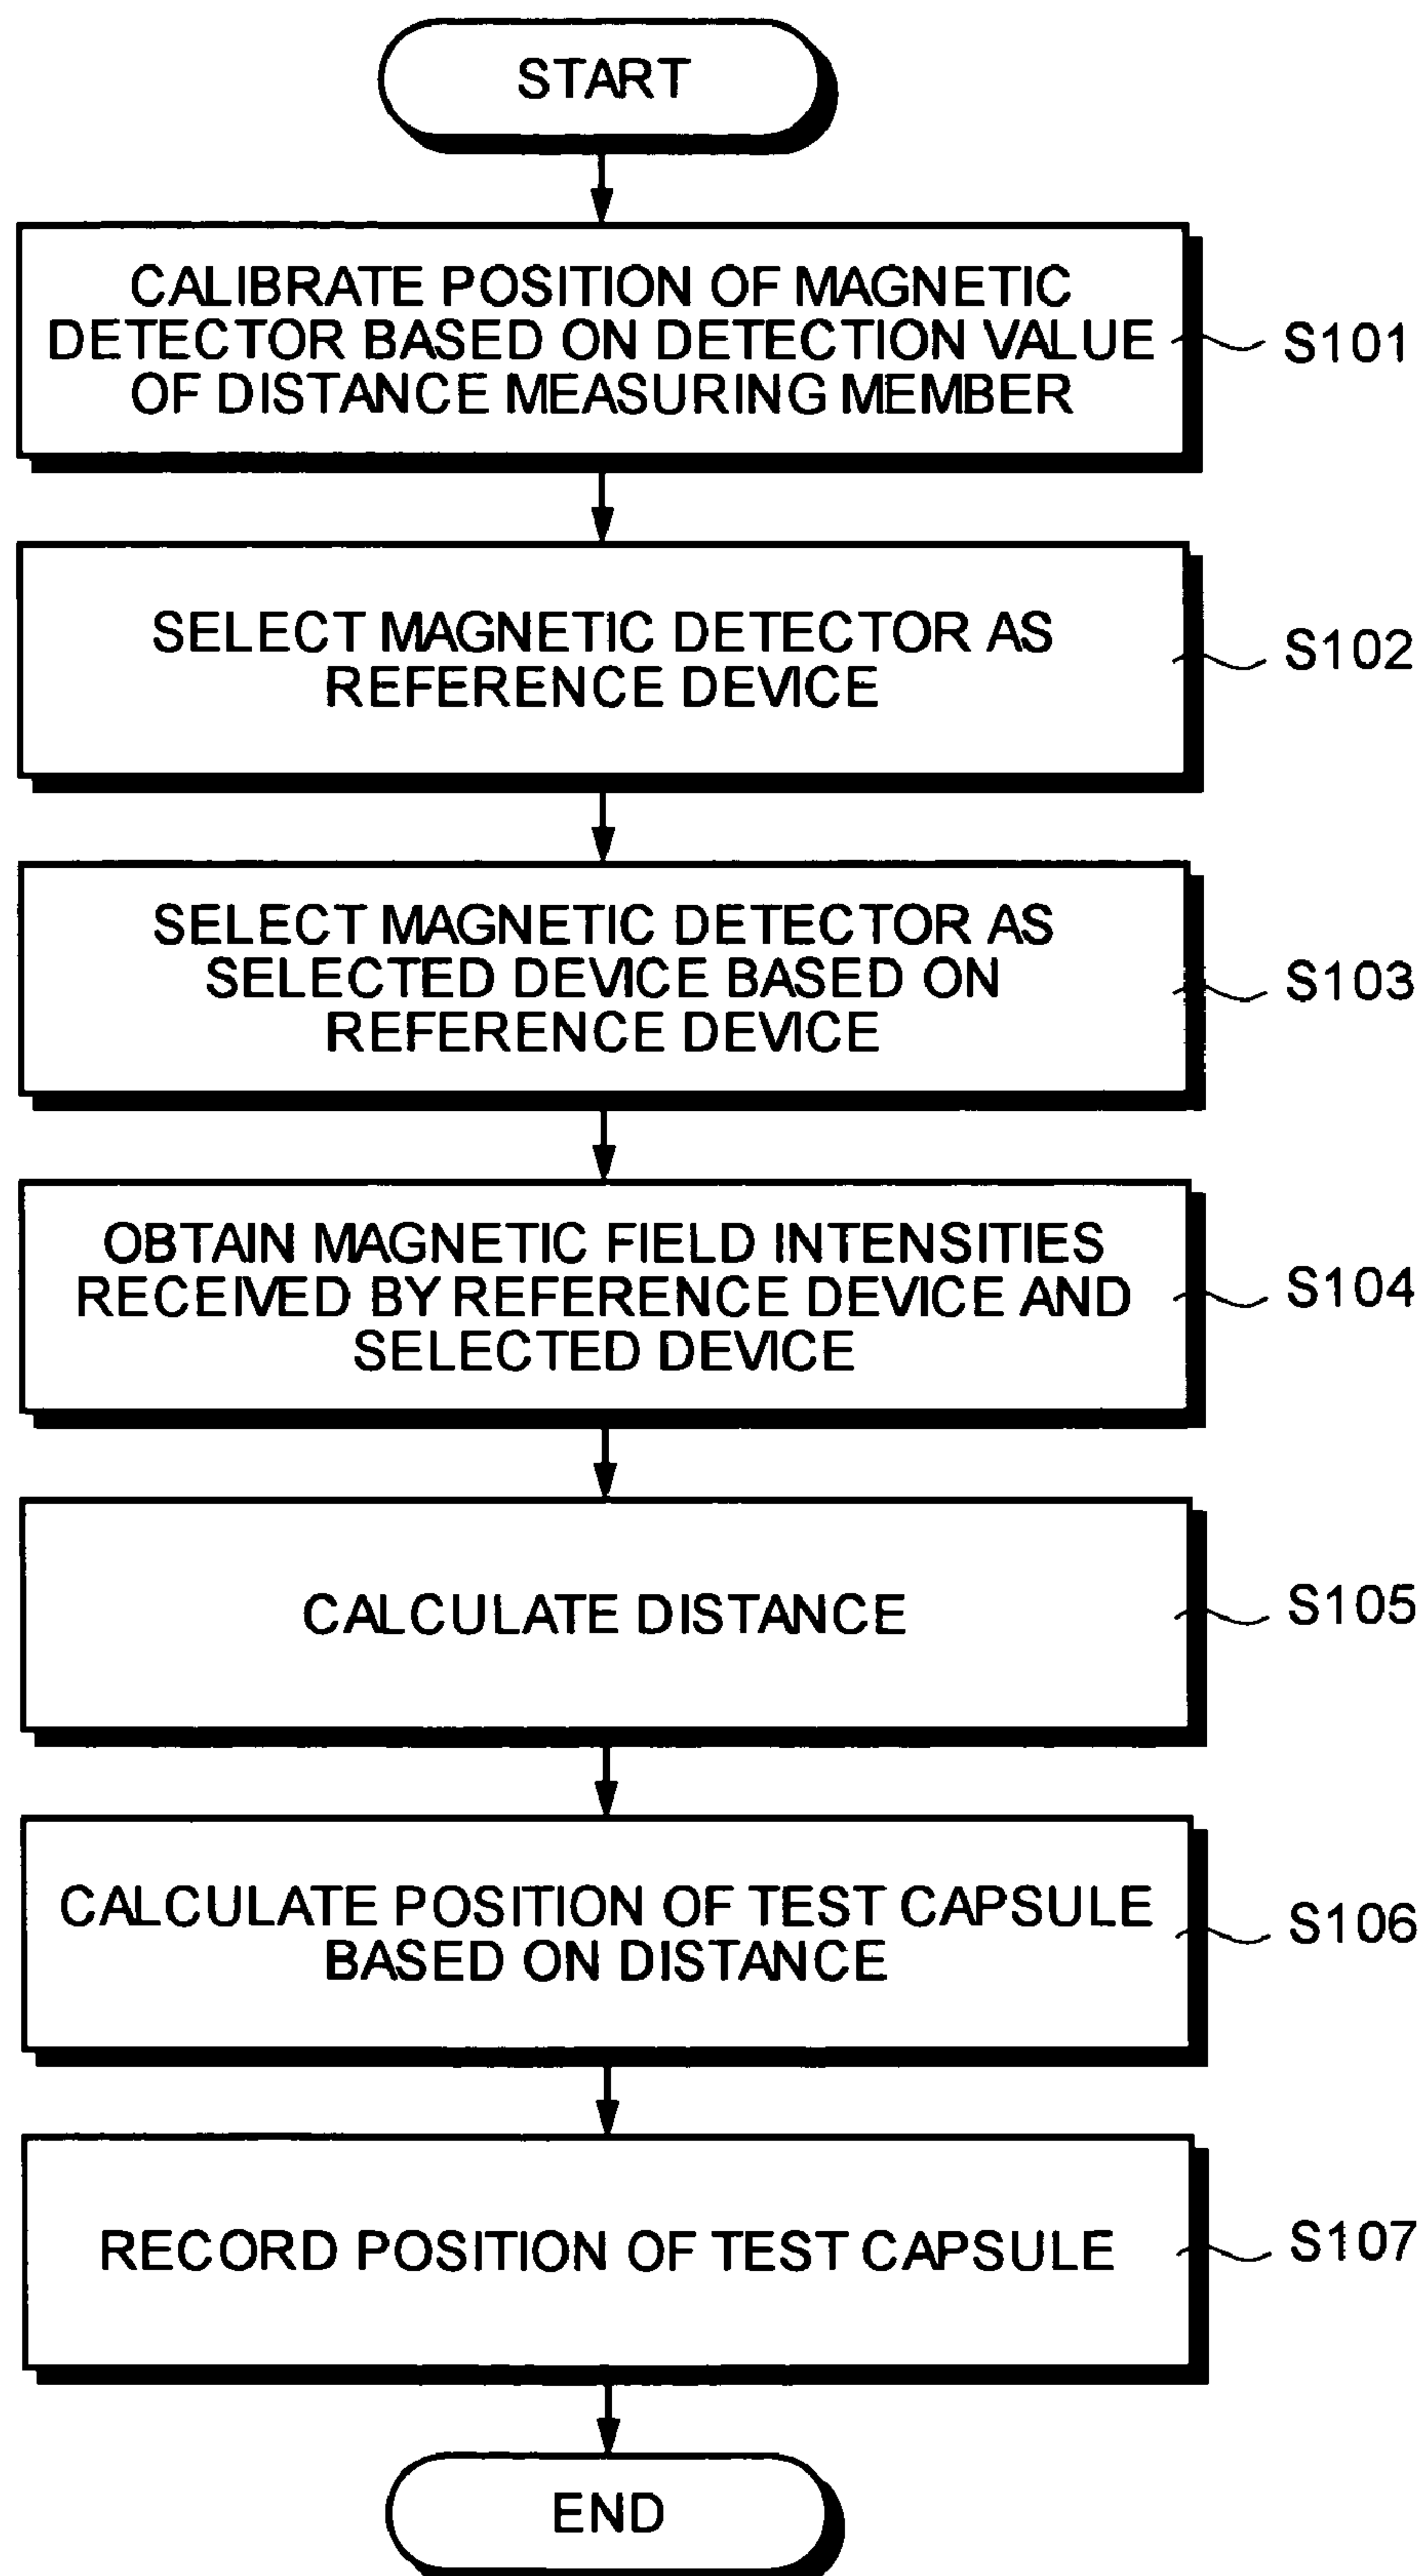 START
CALIBRATE POSITION OF MAGNETIC
DETECTOR BASED ON DETECTION VALUE
OF DISTANCE MEASURING MEMBER
S101
SELECT MAGNETIC DETECTOR AS
REFERENCE DEVICE
S102
SELECT MAGNETIC DETECTOR AS
SELECTED DEVICE BASED ON
REFERENCE DEVICE
S103
OBTAIN MAGNETIC FIELD INTENSITIES
RECEIVED BY REFERENCE DEVICE AND
SELECTED DEVICE
S104
CALCULATE DISTANCE
S105
CALCULATE POSITION OF TEST CAPSULE
BASED ON DISTANCE
S106
RECORD POSITION OF TEST CAPSULE
S107
END